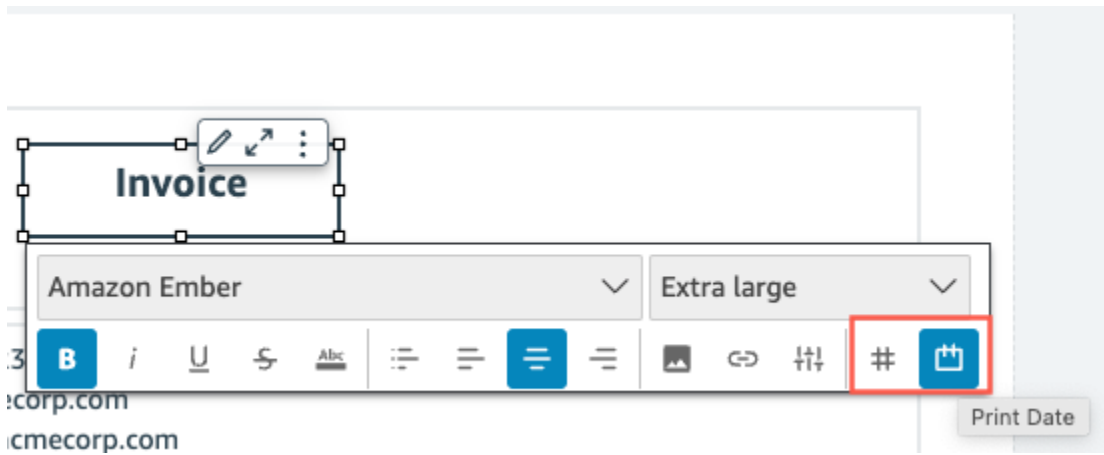 Invoice
Amazon Ember
Extra large
B i U S Abc #
Print Date
ecorp.com
cmecorp.com